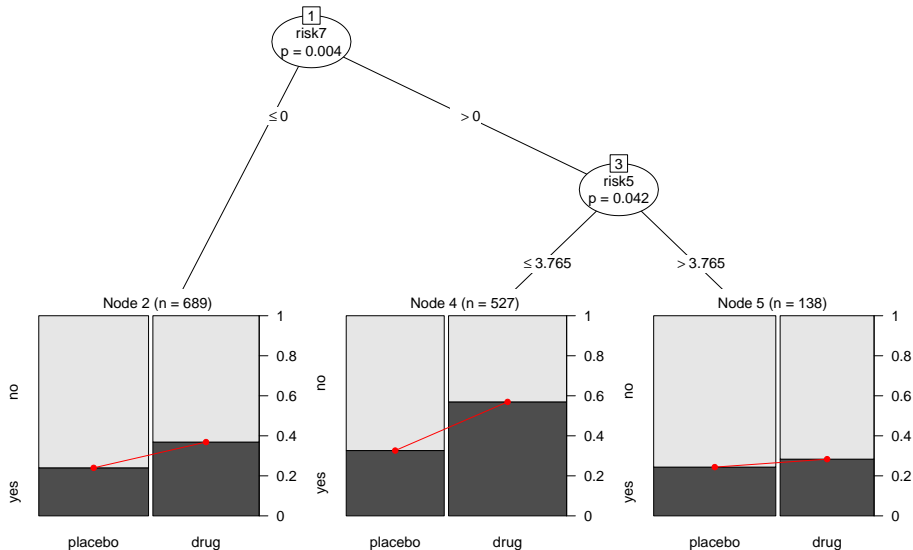 1
risk7
p = 0.004
≤ 0
> 0
3
risk5
p = 0.042
≤ 3.765
> 3.765
Node 2 (n = 689)
no
yes
1
0.8
0.6
0.4
0.2
0
placebo
drug
Node 4 (n = 527)
no
yes
1
0.8
0.6
0.4
0.2
0
placebo
drug
Node 5 (n = 138)
no
yes
1
0.8
0.6
0.4
0.2
0
placebo
drug